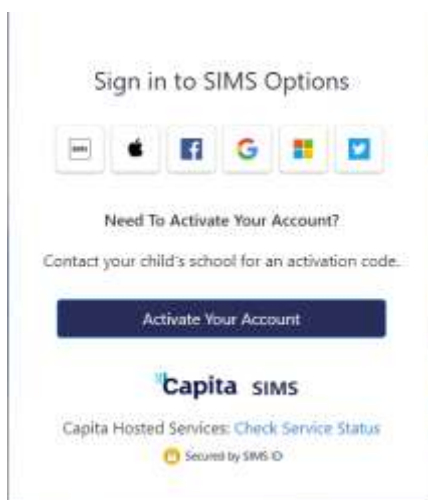 Sign in to SIMS Options
SIMS
Need To Activate Your Account?
Contact your child's school for an activation code.
Activate Your Account
Capita SIMS
Capita Hosted Services: Check Service Status
Secured by SIMS ID